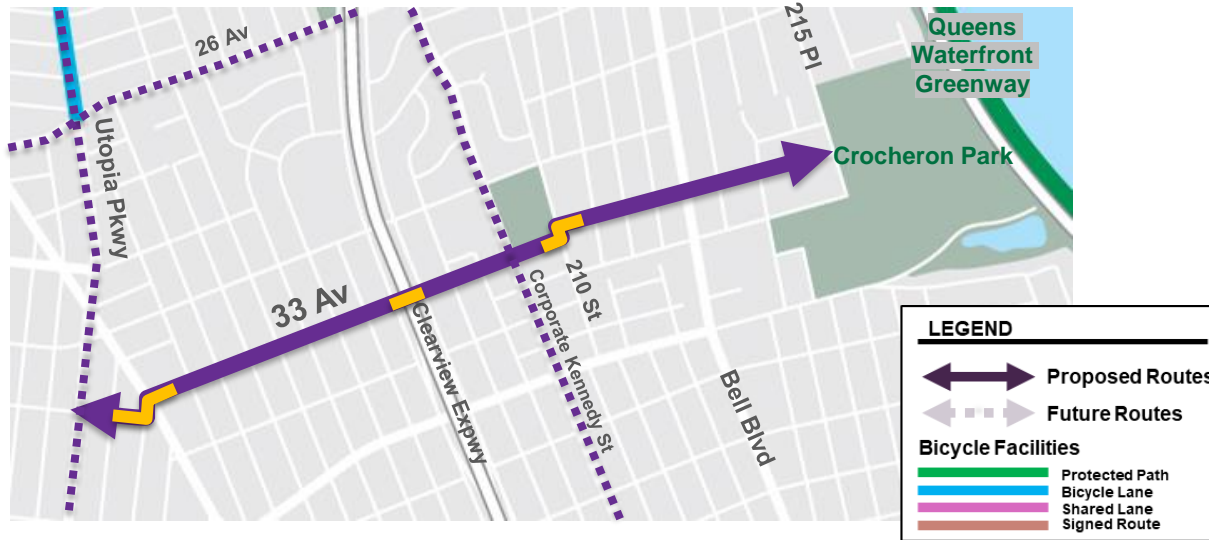 26 Av
215 Pl
Queens
Waterfront
Greenway
Utopia Pkwy
Crocheron Park
33 Av
Clearview Expwy
Corporate Kennedy St
210 St
Bell Blvd
LEGEND
Proposed Routes
Future Routes
Bicycle Facilities
Protected Path
Bicycle Lane
Shared Lane
Signed Route